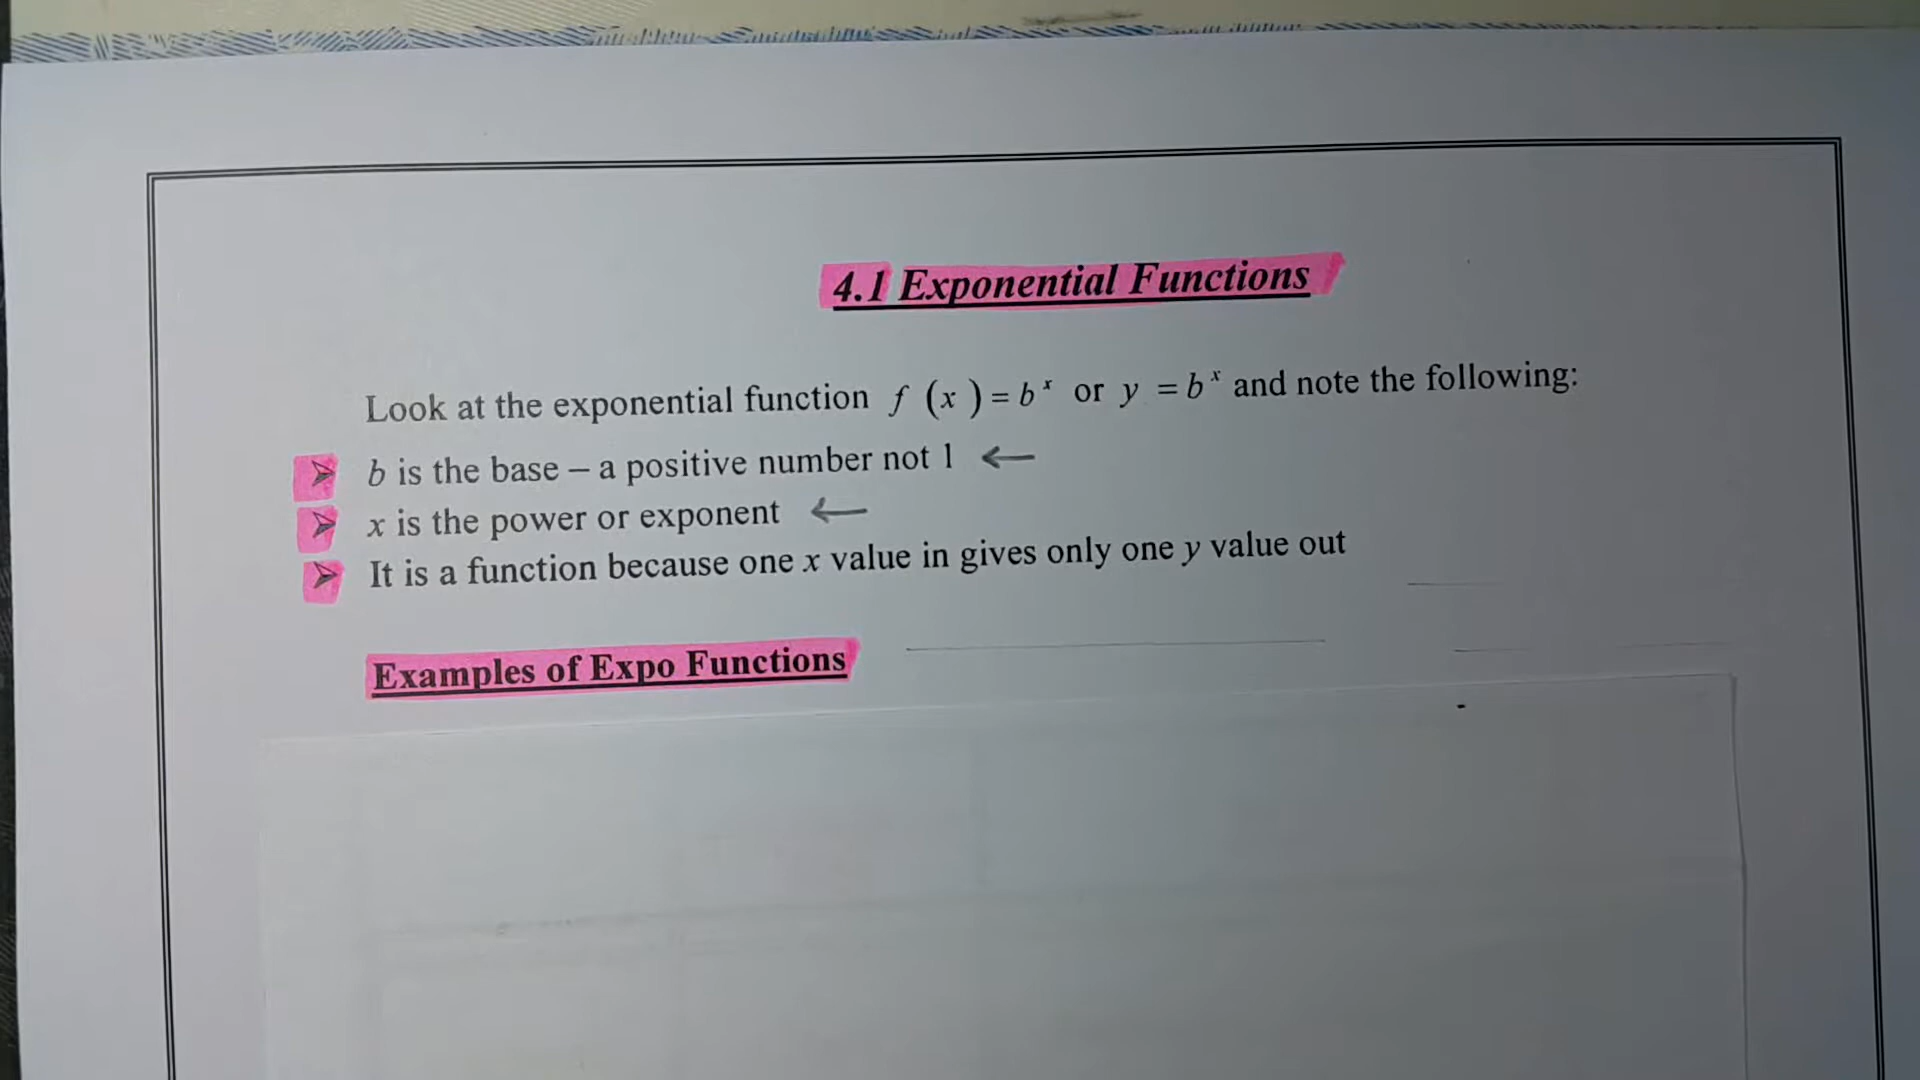 4.1 Exponential Functions
Look at the exponential function f (x) = bˣ or y = bˣ and note the following:
➢ b is the base – a positive number not 1 ←
➢ x is the power or exponent ←
➢ It is a function because one x value in gives only one y value out
Examples of Expo Functions